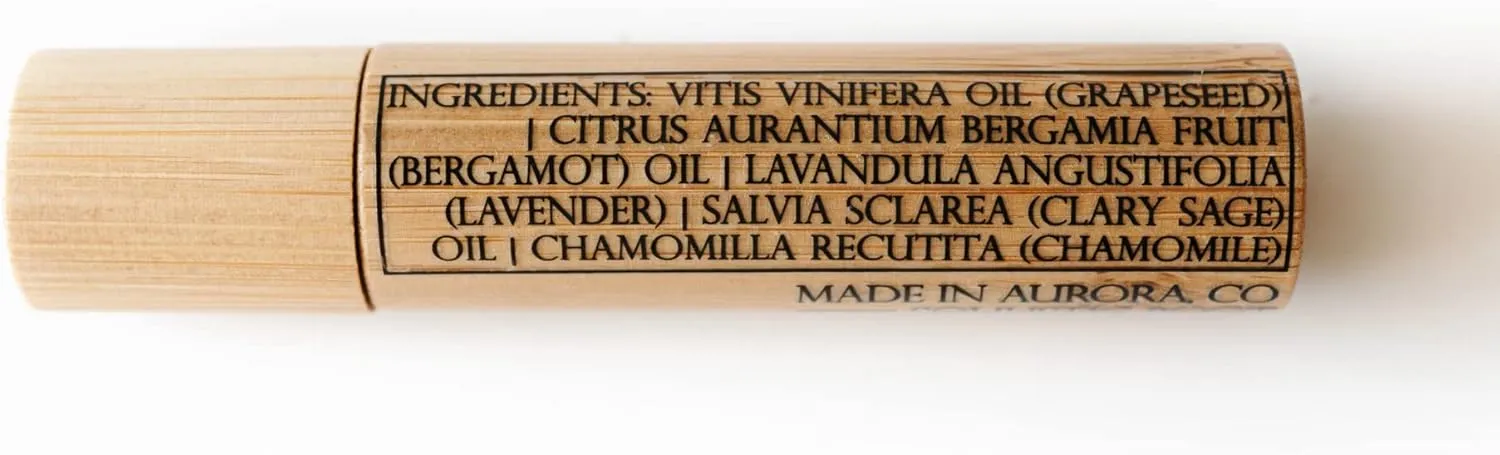 INGREDIENTS: VITIS VINIFERA OIL (GRAPESEED)
| CITRUS AURANTIUM BERGAMIA FRUIT
(BERGAMOT) OIL | LAVANDULA ANGUSTIFOLIA
(LAVENDER) | SALVIA SCLAREA (CLARY SAGE)
OIL | CHAMOMILLA RECUTITA (CHAMOMILE)
MADE IN AURORA, CO